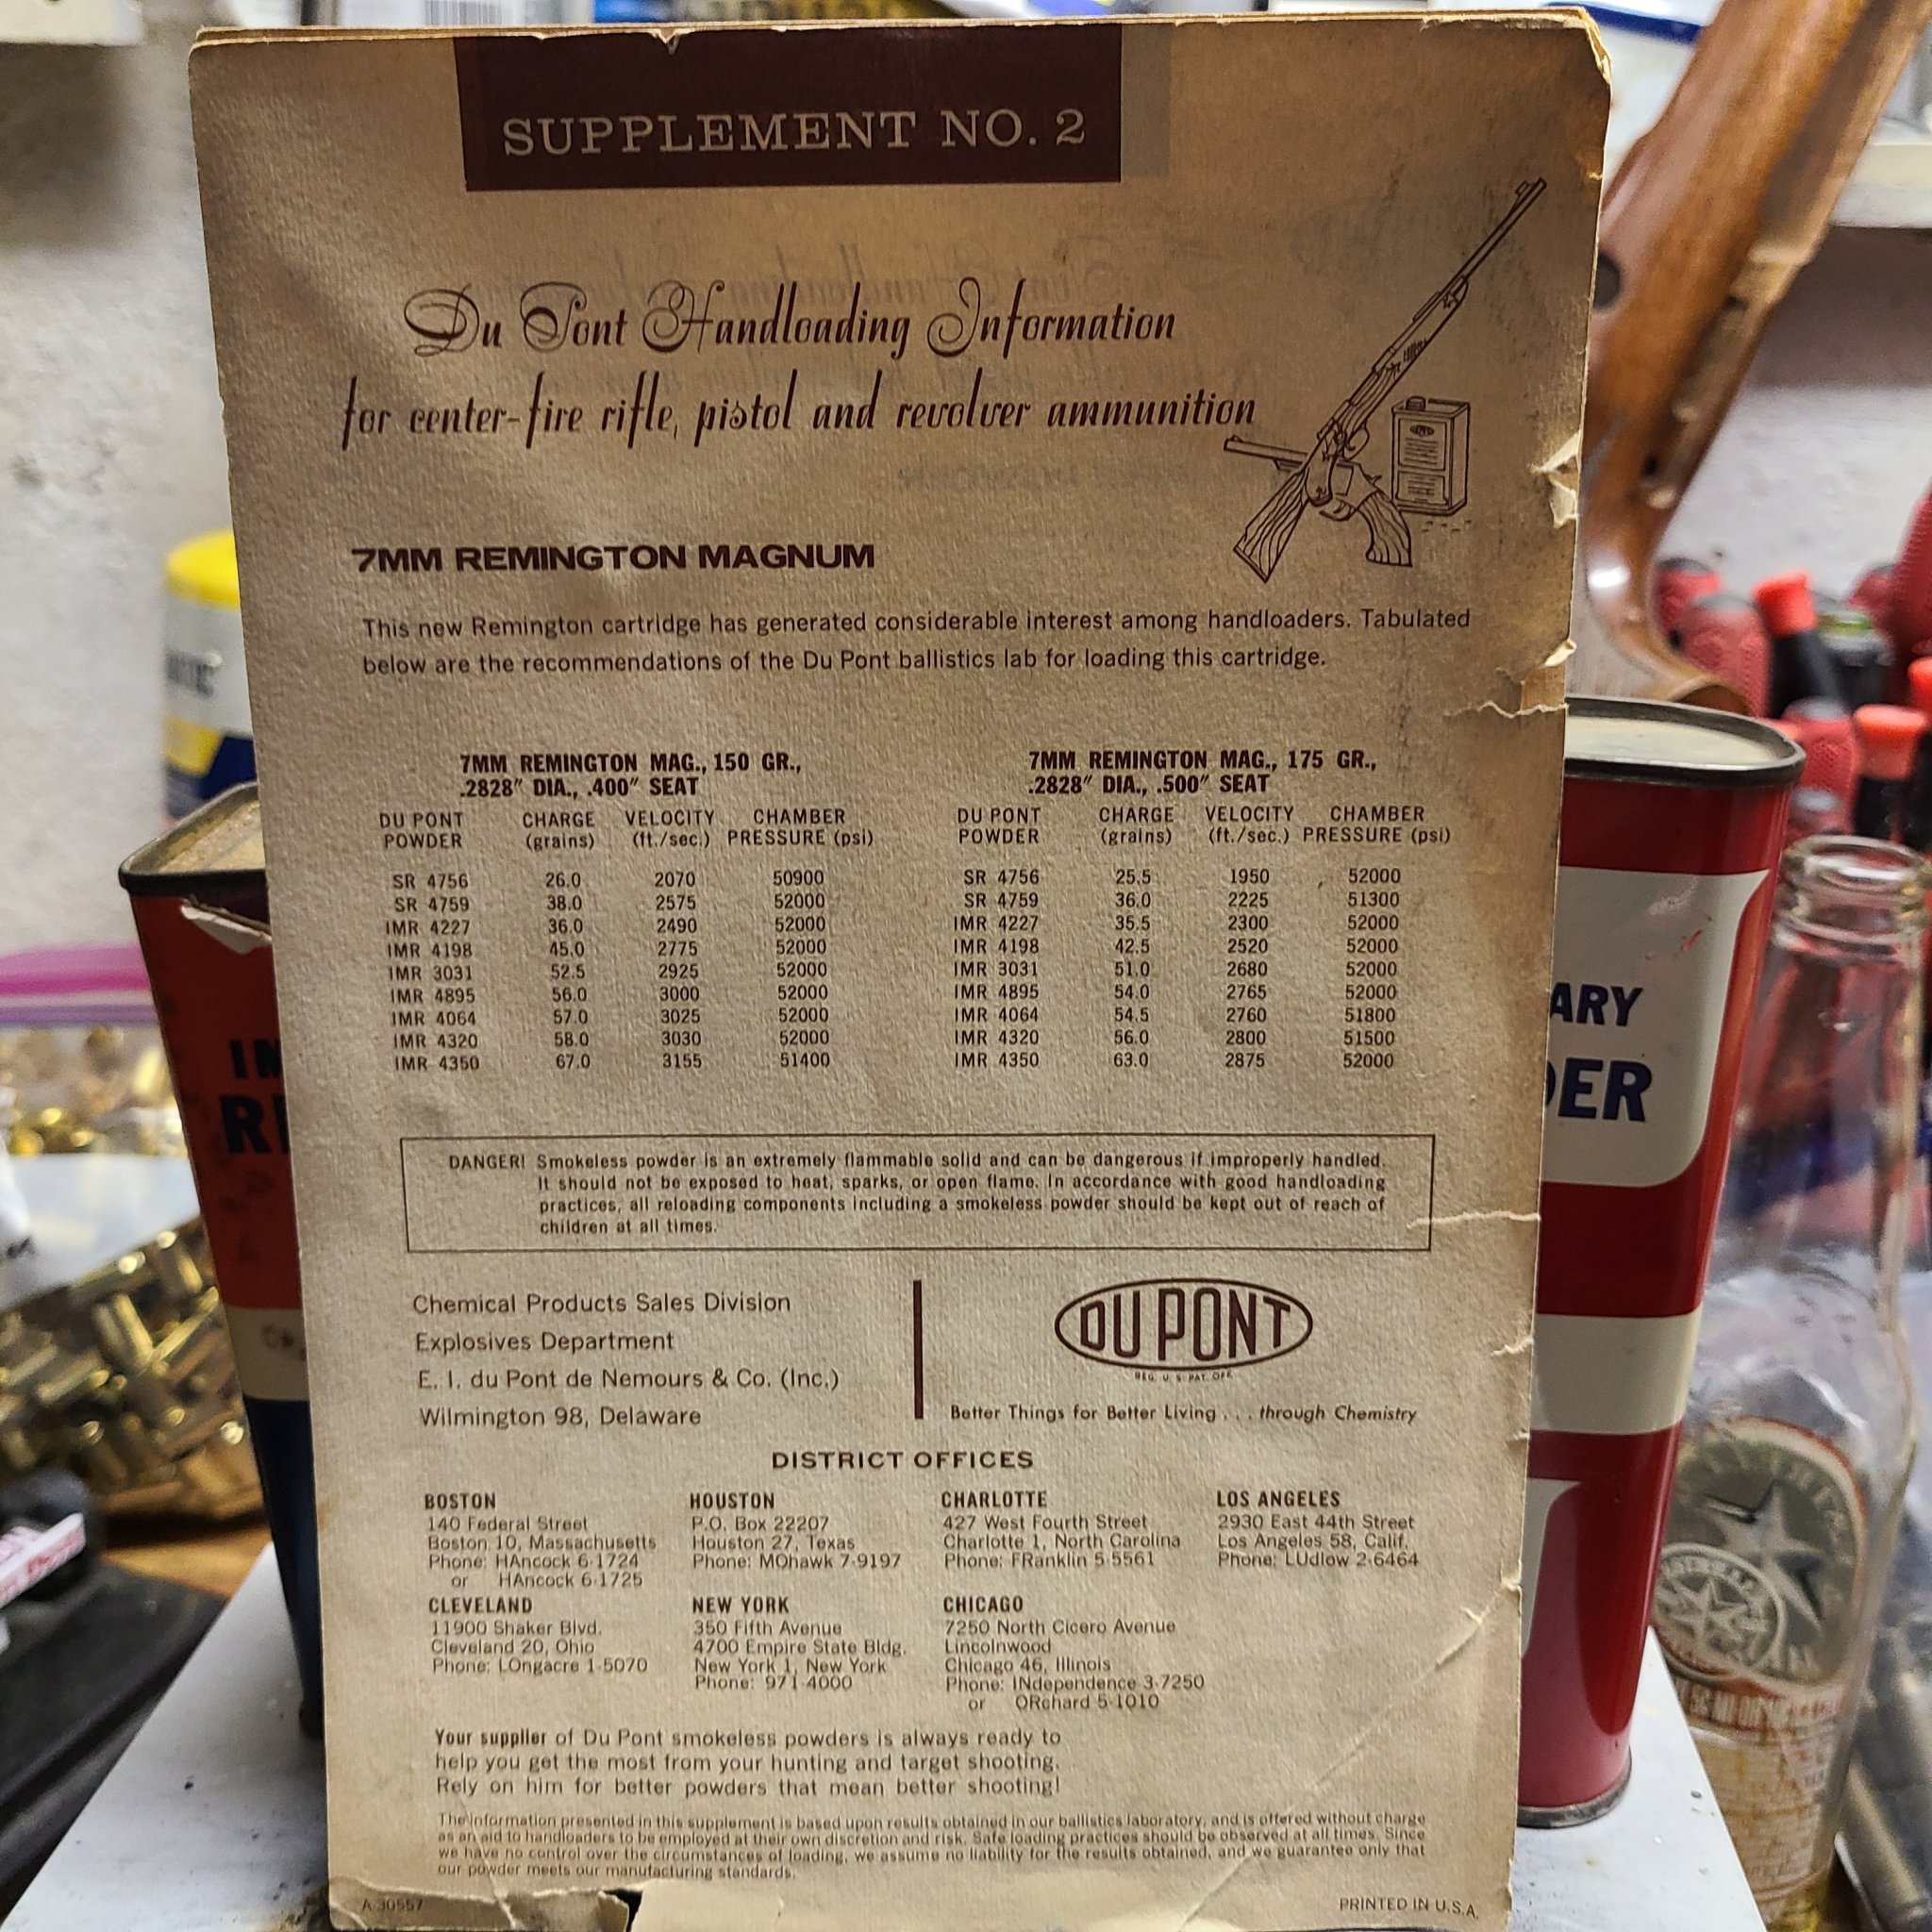 SUPPLEMENT NO. 2
Du Pont Handloading Information
for center-fire rifle, pistol and revolver ammunition
7MM REMINGTON MAGNUM
This new Remington cartridge has generated considerable interest among handloaders. Tabulated
below are the recommendations of the Du Pont ballistics lab for loading this cartridge.
7MM REMINGTON MAG., 150 GR.,
.2828" DIA., .400" SEAT
DU PONT CHARGE VELOCITY CHAMBER
POWDER (grains) (ft./sec.) PRESSURE (psi)
SR 4756 26.0 2070 50900
SR 4759 38.0 2575 52000
IMR 4227 36.0 2490 52000
IMR 4198 45.0 2775 52000
IMR 3031 52.5 2925 52000
IMR 4895 56.0 3000 52000
IMR 4064 57.0 3025 52000
IMR 4320 58.0 3030 52000
IMR 4350 67.0 3155 51400
7MM REMINGTON MAG., 175 GR.,
.2828" DIA., .500" SEAT
DU PONT CHARGE VELOCITY CHAMBER
POWDER (grains) (ft./sec.) PRESSURE (psi)
SR 4756 25.5 1950 52000
SR 4759 36.0 2225 51300
IMR 4227 35.5 2300 52000
IMR 4198 42.5 2520 52000
IMR 3031 51.0 2680 52000
IMR 4895 54.0 2765 52000
IMR 4064 54.5 2760 51800
IMR 4320 56.0 2800 51500
IMR 4350 63.0 2875 52000
DANGER! Smokeless powder is an extremely flammable solid and can be dangerous if improperly handled.
It should not be exposed to heat, sparks, or open flame. In accordance with good handloading
practices, all reloading components including a smokeless powder should be kept out of reach of
children at all times.
Chemical Products Sales Division
Explosives Department
E. I. du Pont de Nemours & Co. (Inc.)
Wilmington 98, Delaware
DU PONT
REG. U. S. PAT. OFF.
Better Things for Better Living . . . through Chemistry
DISTRICT OFFICES
BOSTON
140 Federal Street
Boston 10, Massachusetts
Phone: HAncock 6-1724
or HAncock 6-1725
HOUSTON
P.O. Box 22207
Houston 27, Texas
Phone: MOhawk 7-9197
CHARLOTTE
427 West Fourth Street
Charlotte 1, North Carolina
Phone: FRanklin 5-5561
LOS ANGELES
2930 East 44th Street
Los Angeles 58, Calif.
Phone: LUdlow 2-6464
CLEVELAND
11900 Shaker Blvd.
Cleveland 20, Ohio
Phone: LOngacre 1-5070
NEW YORK
350 Fifth Avenue
4700 Empire State Bldg.
New York 1, New York
Phone: 971-4000
CHICAGO
7250 North Cicero Avenue
Lincolnwood
Chicago 46, Illinois
Phone: INdependence 3-7250
or ORchard 5-1010
Your supplier of Du Pont smokeless powders is always ready to
help you get the most from your hunting and target shooting.
Rely on him for better powders that mean better shooting!
The information presented in this supplement is based upon results obtained in our ballistics laboratory, and is offered without charge
as an aid to handloaders to be employed at their own discretion and risk. Safe loading practices should be observed at all times. Since
we have no control over the circumstances of loading, we assume no liability for the results obtained, and we guarantee only that
our powder meets our manufacturing standards.
A-30557
PRINTED IN U.S.A.
IN
RI
ARY
DER